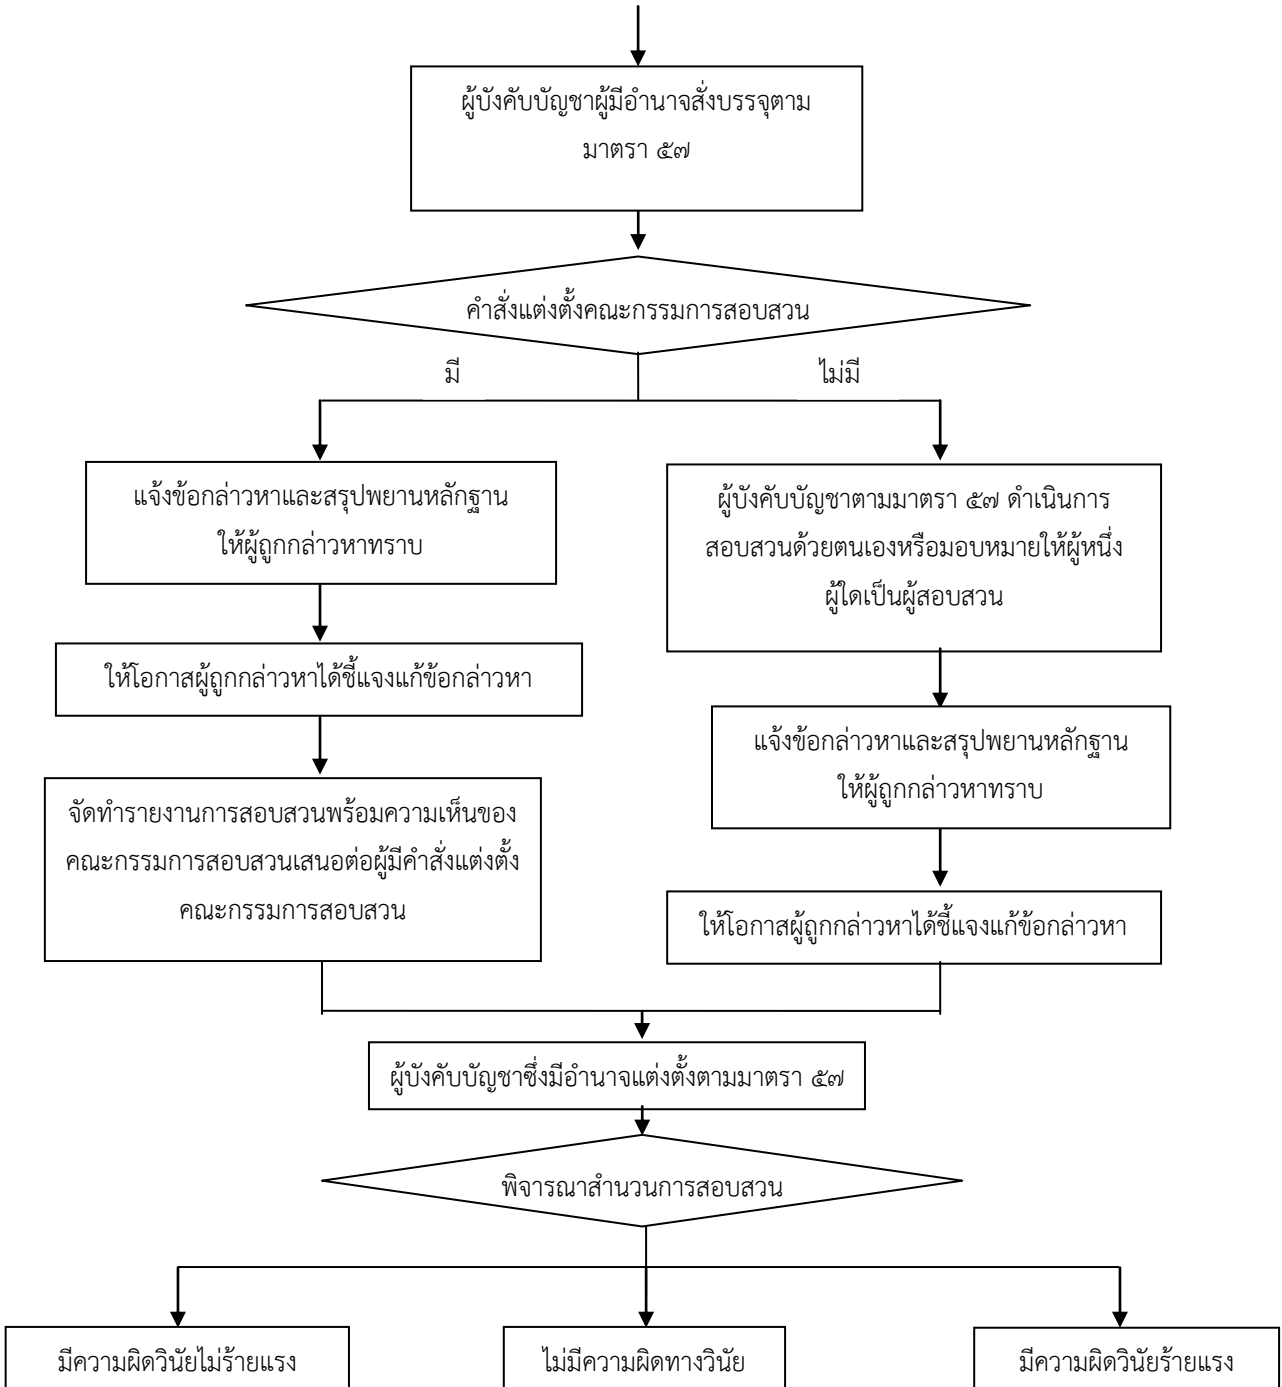 ผู้บังคับบัญชาผู้มีอำนาจสั่งบรรจุตาม
มาตรา ๕๗
คำสั่งแต่งตั้งคณะกรรมการสอบสวน
มี
ไม่มี
แจ้งข้อกล่าวหาและสรุปพยานหลักฐาน
ให้ผู้ถูกกล่าวหาทราบ
ให้โอกาสผู้ถูกกล่าวหาได้ชี้แจงแก้ข้อกล่าวหา
จัดทำรายงานการสอบสวนพร้อมความเห็นของ
คณะกรรมการสอบสวนเสนอต่อผู้มีคำสั่งแต่งตั้ง
คณะกรรมการสอบสวน
ผู้บังคับบัญชาตามมาตรา ๕๗ ดำเนินการ
สอบสวนด้วยตนเองหรือมอบหมายให้ผู้หนึ่ง
ผู้ใดเป็นผู้สอบสวน
แจ้งข้อกล่าวหาและสรุปพยานหลักฐาน
ให้ผู้ถูกกล่าวหาทราบ
ให้โอกาสผู้ถูกกล่าวหาได้ชี้แจงแก้ข้อกล่าวหา
ผู้บังคับบัญชาซึ่งมีอำนาจแต่งตั้งตามมาตรา ๕๗
พิจารณาสำนวนการสอบสวน
มีความผิดวินัยไม่ร้ายแรง
ไม่มีความผิดทางวินัย
มีความผิดวินัยร้ายแรง